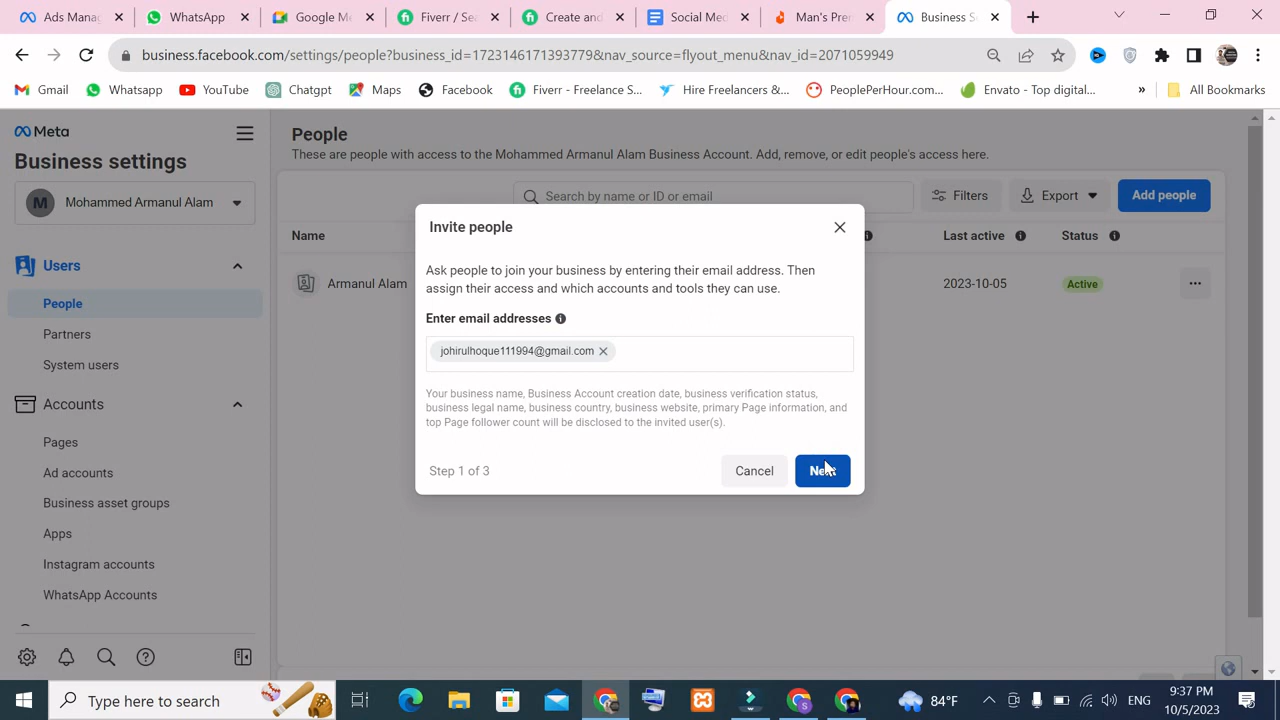 Ads Manag
WhatsApp
Google Me
Fiverr / Sea
Create and
Social Med
Man's Prem
Business S
business.facebook.com/settings/people?business_id=1723146171393779&nav_source=flyout_menu&nav_id=2071059949
Gmail
Whatsapp
YouTube
Chatgpt
Maps
Facebook
Fiverr - Freelance S...
Hire Freelancers &...
PeoplePerHour.com...
Envato - Top digital...
»
All Bookmarks
Meta
Business settings
M
Mohammed Armanul Alam
Users
People
Partners
System users
Accounts
Pages
Ad accounts
Business asset groups
Apps
Instagram accounts
WhatsApp Accounts
People
These are people with access to the Mohammed Armanul Alam Business Account. Add, remove, or edit people's access here.
Search by name or ID or email
Filters
Export
Add people
Name
Last active
Status
Armanul Alam
2023-10-05
Active
Invite people
Ask people to join your business by entering their email address. Then
assign their access and which accounts and tools they can use.
Enter email addresses
johirulhoque111994@gmail.com
Your business name, Business Account creation date, business verification status,
business legal name, business country, business website, primary Page information, and
top Page follower count will be disclosed to the invited user(s).
Step 1 of 3
Cancel
Next
Type here to search
84°F
ENG
9:37 PM
10/5/2023